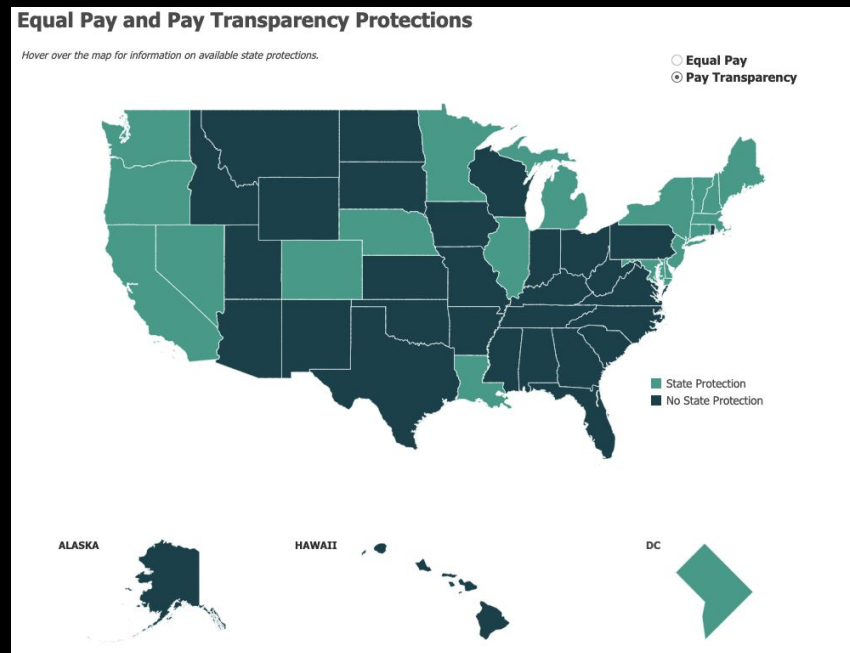 Equal Pay and Pay Transparency Protections
Hover over the map for information on available state protections.
Equal Pay
Pay Transparency
State Protection
No State Protection
ALASKA
HAWAII
DC